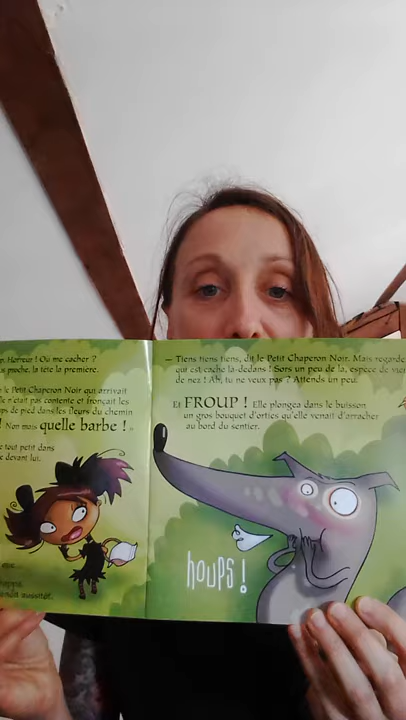 Horreur ! Où me cacher ?
proche, la tête la première.
le Petit Chaperon Noir qui arrivait
n'était pas contente et fronçait les
de pied dans les fleurs du chemin
! Non mais quelle barbe ! »
tout petit dans
devant lui.
aussitôt.
— Tiens tiens tiens, dit le Petit Chaperon Noir. Mais regarde
qui est caché là-dedans ! Sors un peu de là, espèce de
de nez ! Ah, tu ne veux pas ? Attends un peu.
Et FROUP ! Elle plongea dans le buisson
un gros bouquet d'orties qu'elle venait d'arracher
au bord du sentier.
houps !